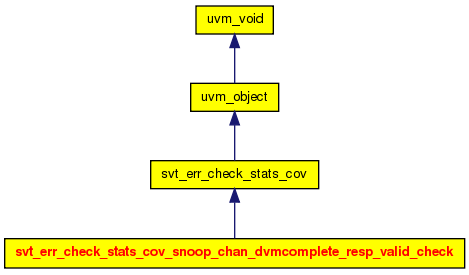 uvm_void
uvm_object
svt_err_check_stats_cov
svt_err_check_stats_cov_snoop_chan_dvmcomplete_resp_valid_check